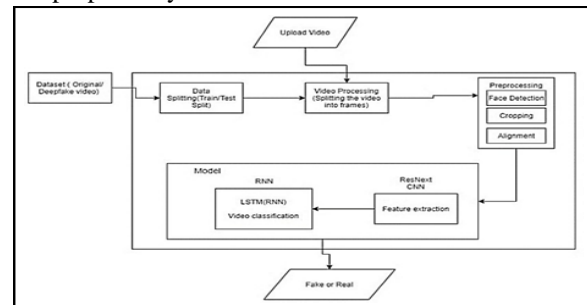 Upload Video
Dataset ( Original/
Deepfake video)
Data
Splitting(Train/Test
Split)
Video Processing
(Splitting the video
into frames)
Preprocessing
Face Detection
Cropping
Alignment
Model
RNN
LSTM(RNN)
Video classification
ResNext
CNN
Feature extraction
Fake or Real